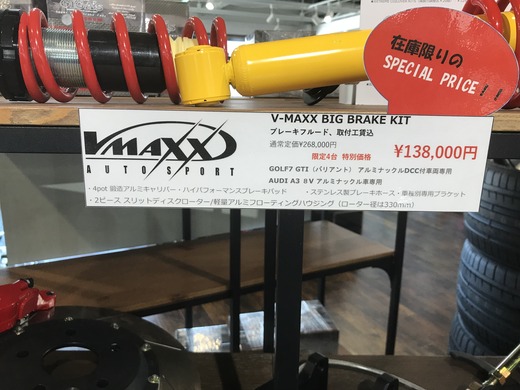 在庫限りの
SPECIAL PRICE!!
VMAXX
AUTO SPORT
V-MAXX BIG BRAKE KIT
ブレーキフルード、取付工賃込
通常定価¥268,000円
限定4台 特別価格
¥138,000円
GOLF7 GTI（バリアント） アルミナックルDCC付車両専用
AUDI A3 8V アルミナックル車専用
・4pot 鍛造アルミキャリパー・ハイパフォーマンスブレーキパッド ・ステンレス製ブレーキホース・車種別専用ブラケット
・2ピース スリットディスクローター/軽量アルミフローティングハウジング（ローター径は330mm）